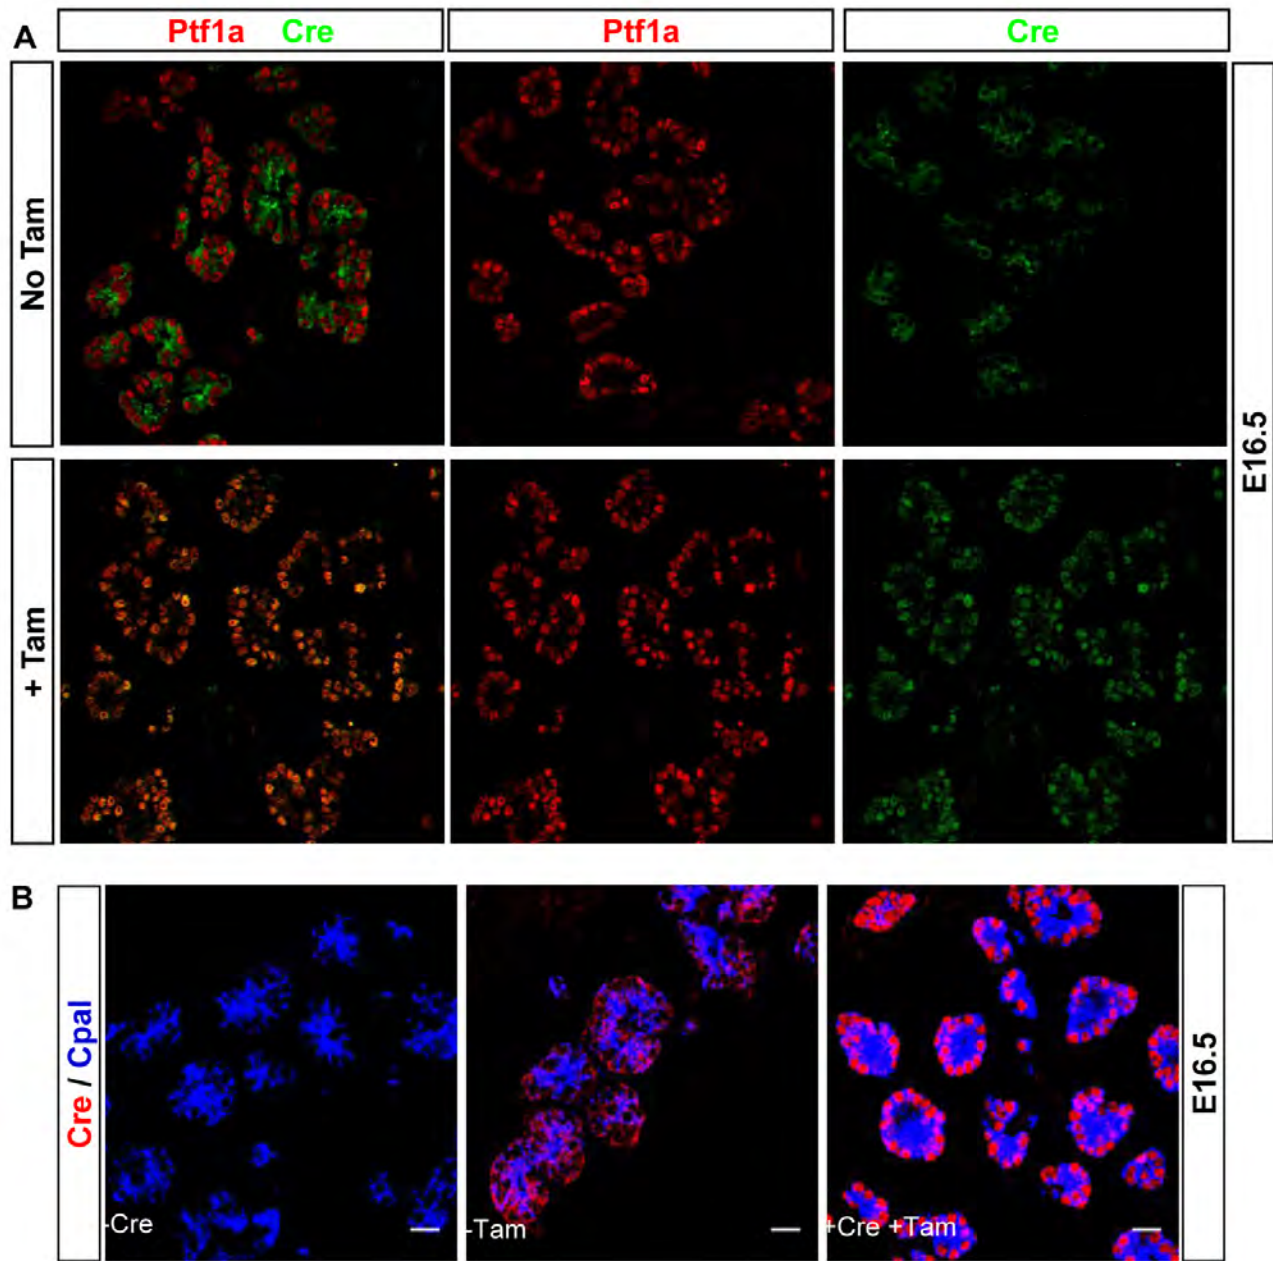 A
Ptf1a Cre
Ptf1a
Cre
No Tam
+ Tam
E16.5
B
Cre / Cpal
-Cre
-Tam
+Cre +Tam
E16.5